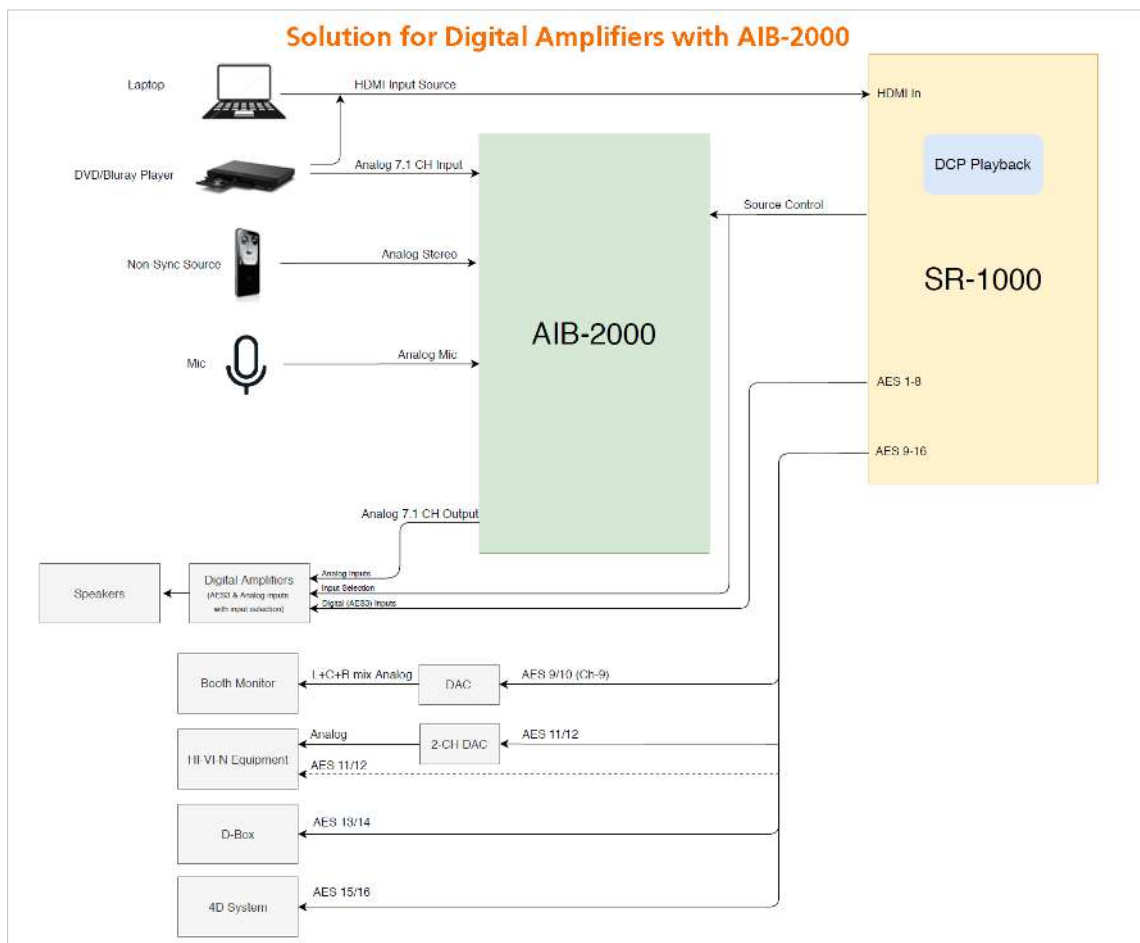 Solution for Digital Amplifiers with AIB-2000
Laptop
HDMI Input Source
HDMI In
DVD/Bluray Player
Analog 7.1 CH Input
DCP Playback
Source Control
Non-Sync Source
Analog Stereo
SR-1000
AIB-2000
Mic
Analog Mic
AES 1-8
AES 9-16
Analog 7.1 CH Output
Speakers
Digital Amplifiers
(AES3 & Analog inputs
with input selection)
Analog Inputs
Input Selection
Digital (AES3) Inputs
Booth Monitor
L+C+R mix Analog
DAC
AES 9/10 (Ch-9)
HI-VI-N Equipment
Analog
2-CH DAC
AES 11/12
AES 11/12
D-Box
AES 13/14
4D System
AES 15/16